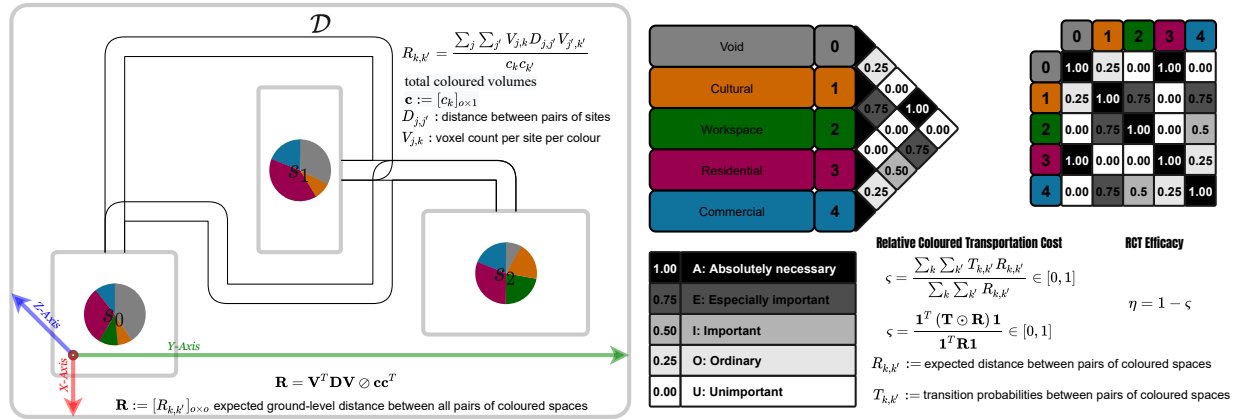 𝒟
R_{k,k′} = ∑_j ∑_{j′} V_{j,k} D_{j,j′} V_{j′,k′} / c_k c_{k′}
total coloured volumes
c := [c_k]_{o×1}
D_{j,j′} : distance between pairs of sites
V_{j,k} : voxel count per site per colour
s_1
s_2
s_0
Z-Axis
Y-Axis
X-Axis
R = V^T DV ⊘ cc^T
R := [R_{k,k′}]_{o×o} expected ground-level distance between all pairs of coloured spaces
Void 0
Cultural 1
Workspace 2
Residential 3
Commercial 4
0.25
0.00
0.75 1.00
0.00 0.00
0.00 0.75
0.50
0.25
0 1 2 3 4
0 1.00 0.25 0.00 1.00 0.00
1 0.25 1.00 0.75 0.00 0.75
2 0.00 0.75 1.00 0.00 0.5
3 1.00 0.00 0.00 1.00 0.25
4 0.00 0.75 0.5 0.25 1.00
1.00 A: Absolutely necessary
0.75 E: Especially important
0.50 I: Important
0.25 O: Ordinary
0.00 U: Unimportant
Relative Coloured Transportation Cost
ς = ∑_k ∑_{k′} T_{k,k′} R_{k,k′} / ∑_k ∑_{k′} R_{k,k′} ∈ [0, 1]
ς = 1^T (T ⊙ R) 1 / 1^T R1 ∈ [0, 1]
R_{k,k′} := expected distance between pairs of coloured spaces
T_{k,k′} := transition probabilities between pairs of coloured spaces
RCT Efficacy
η = 1 − ς